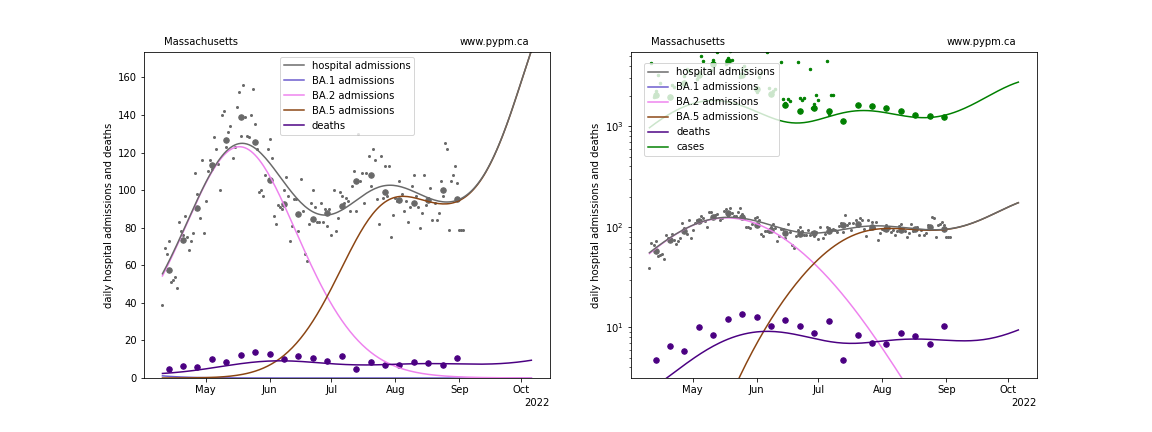 Massachusetts www.pypm.ca
daily hospital admissions and deaths
160
140
120
100
80
60
40
20
0
hospital admissions
BA.1 admissions
BA.2 admissions
BA.5 admissions
deaths
May Jun Jul Aug Sep Oct
2022
Massachusetts www.pypm.ca
daily hospital admissions and deaths
10³
10²
10¹
hospital admissions
BA.1 admissions
BA.2 admissions
BA.5 admissions
deaths
cases
May Jun Jul Aug Sep Oct
2022